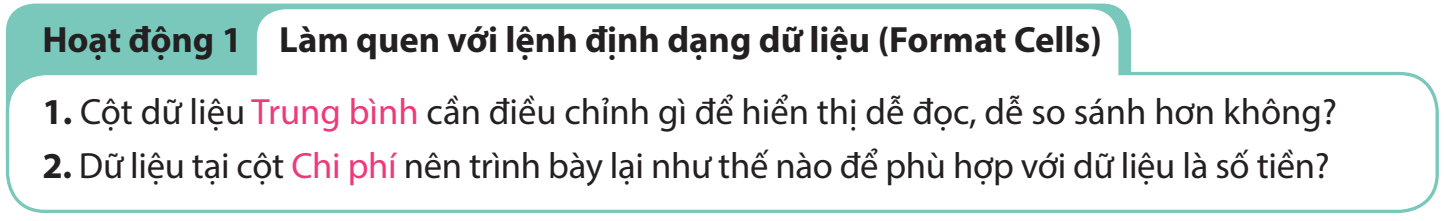 Hoạt động 1 Làm quen với lệnh định dạng dữ liệu (Format Cells)
1. Cột dữ liệu Trung bình cần điều chỉnh gì để hiển thị dễ đọc, dễ so sánh hơn không?
2. Dữ liệu tại cột Chi phí nên trình bày lại như thế nào để phù hợp với dữ liệu là số tiền?